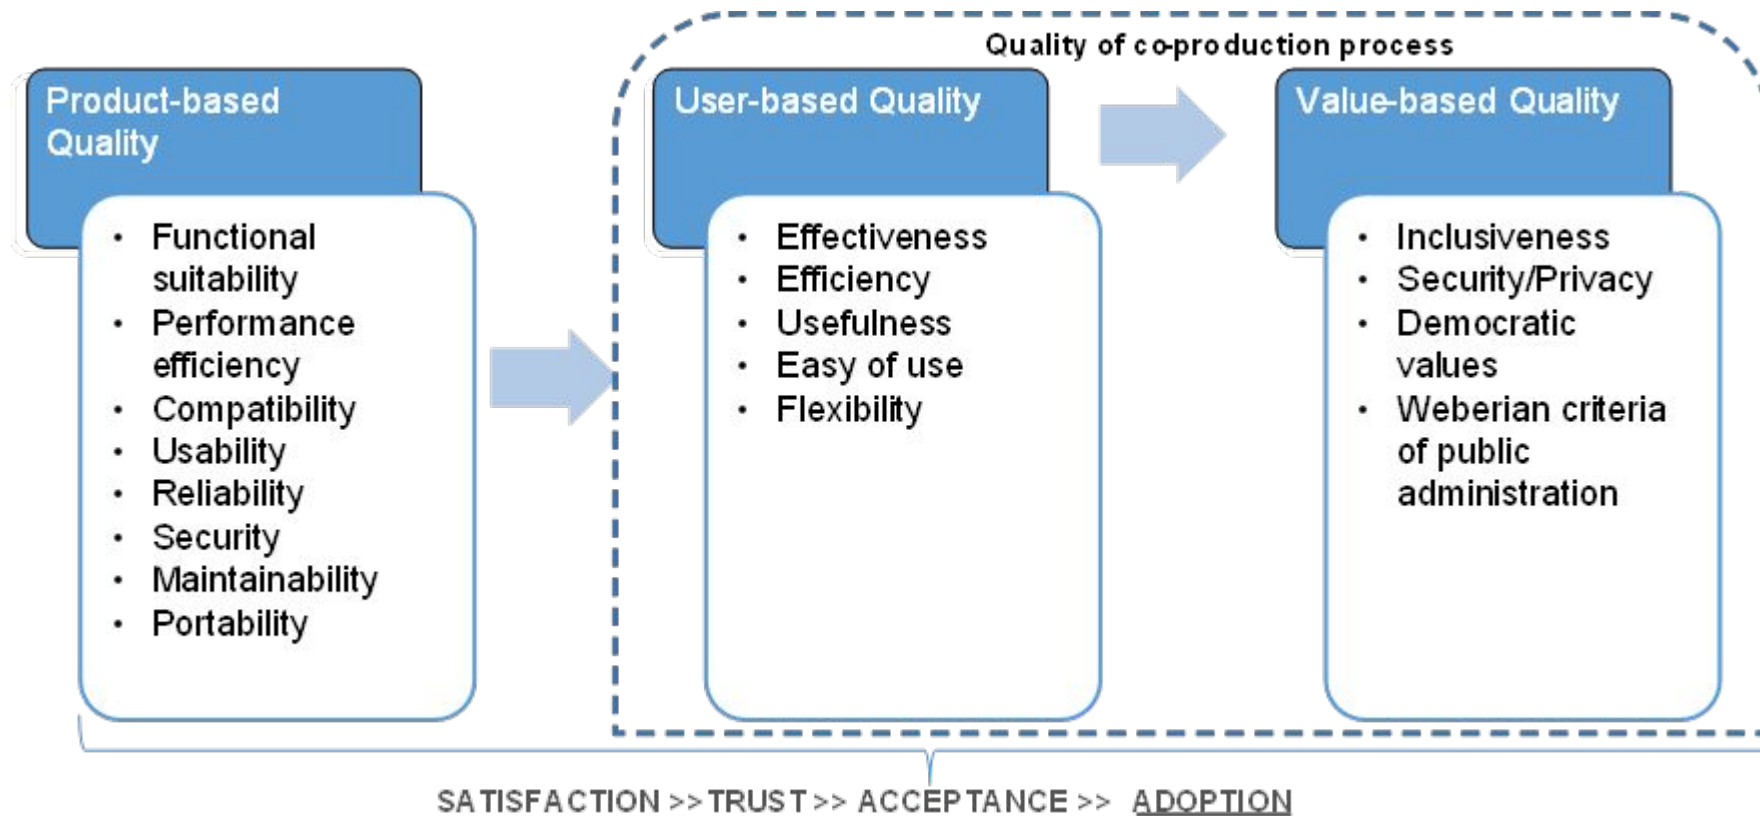 Quality of co-production process
Product-based
Quality
• Functional
suitability
• Performance
efficiency
• Compatibility
• Usability
• Reliability
• Security
• Maintainability
• Portability
User-based Quality
• Effectiveness
• Efficiency
• Usefulness
• Easy of use
• Flexibility
Value-based Quality
• Inclusiveness
• Security/Privacy
• Democratic
values
• Weberian criteria
of public
administration
SATISFACTION >> TRUST >> ACCEPTANCE >> ADOPTION